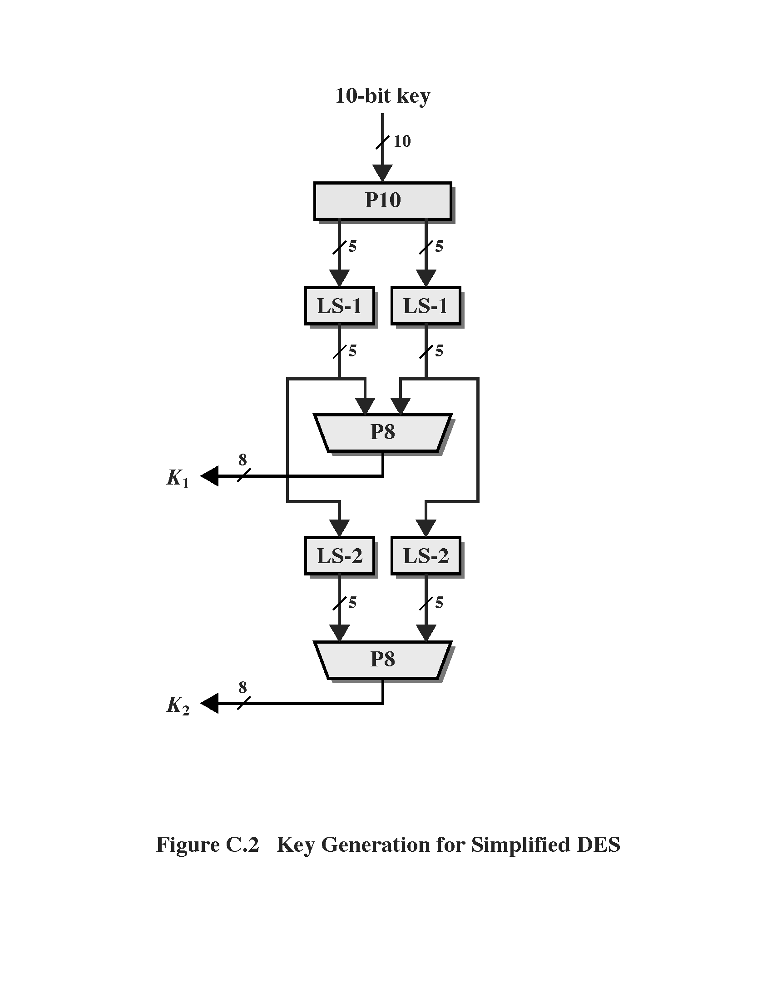 10-bit key
10
P10
5 5
LS-1 LS-1
5 5
P8
8
K1
LS-2 LS-2
5 5
P8
8
K2
Figure C.2 Key Generation for Simplified DES